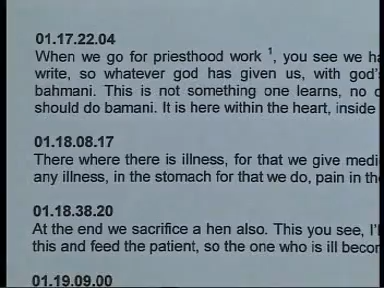 01.17.22.04
When we go for priesthood work ¹, you see we ha
write, so whatever god has given us, with god's
bahmani. This is not something one learns, no
should do bamani. It is here within the heart, inside
01.18.08.17
There where there is illness, for that we give medi
any illness, in the stomach for that we do, pain in th
01.18.38.20
At the end we sacrifice a hen also. This you see, I'
this and feed the patient, so the one who is ill becor
01.19.09.00